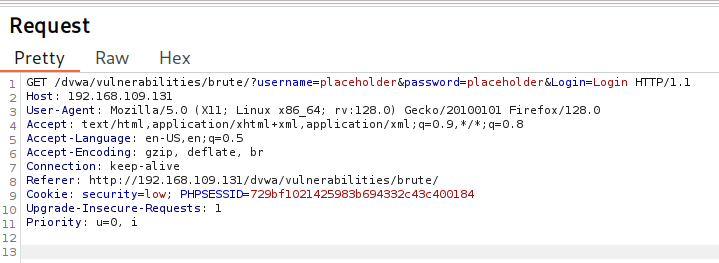 Request
Pretty Raw Hex
1 GET /dvwa/vulnerabilities/brute/?username=placeholder&password=placeholder&Login=Login HTTP/1.1
2 Host: 192.168.109.131
3 User-Agent: Mozilla/5.0 (X11; Linux x86_64; rv:128.0) Gecko/20100101 Firefox/128.0
4 Accept: text/html,application/xhtml+xml,application/xml;q=0.9,*/*;q=0.8
5 Accept-Language: en-US,en;q=0.5
6 Accept-Encoding: gzip, deflate, br
7 Connection: keep-alive
8 Referer: http://192.168.109.131/dvwa/vulnerabilities/brute/
9 Cookie: security=low; PHPSESSID=729bf1021425983b694332c43c400184
10 Upgrade-Insecure-Requests: 1
11 Priority: u=0, i
12
13